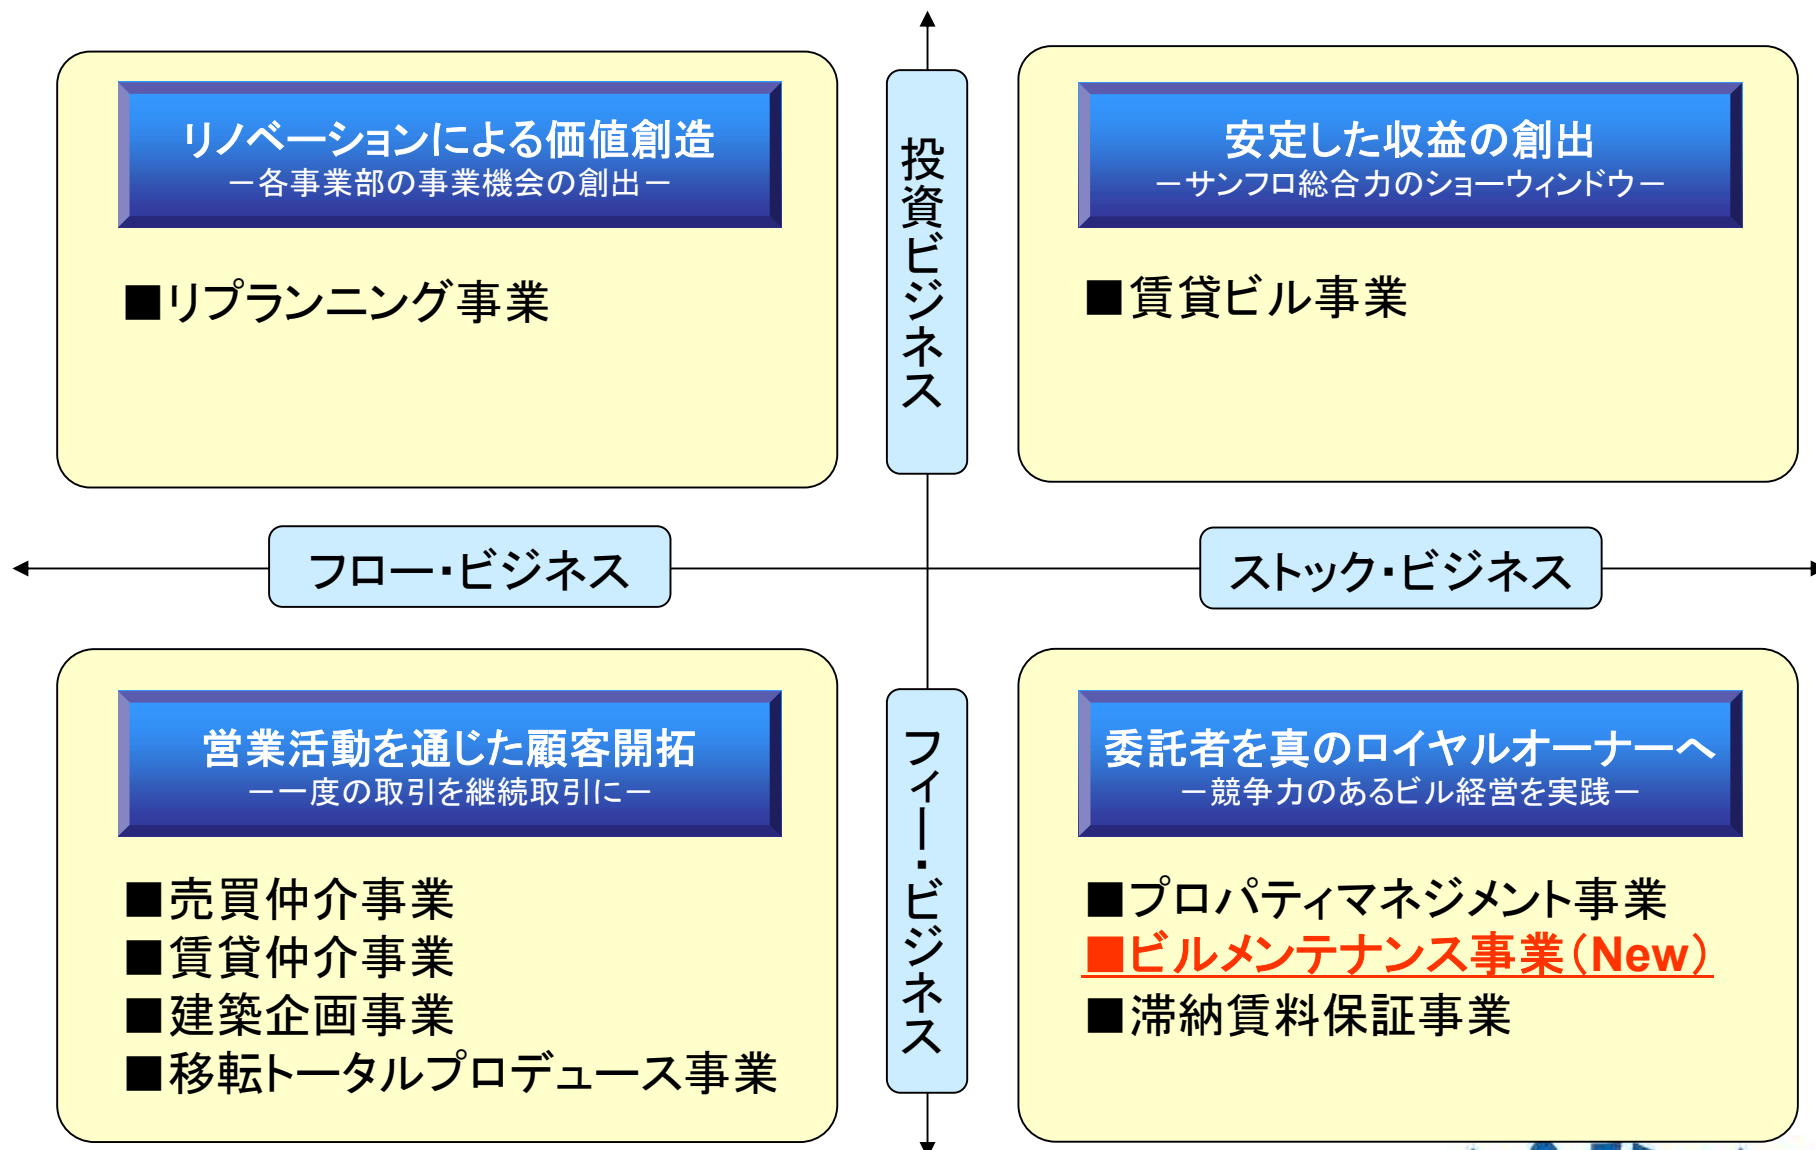 投資ビジネス
リノベーションによる価値創造
－各事業部の事業機会の創出－
■リプランニング事業
安定した収益の創出
－サンフロ総合力のショーウィンドウ－
■賃貸ビル事業
フロー・ビジネス
ストック・ビジネス
営業活動を通じた顧客開拓
－一度の取引を継続取引に－
■売買仲介事業
■賃貸仲介事業
■建築企画事業
■移転トータルプロデュース事業
フィー・ビジネス
委託者を真のロイヤルオーナーへ
－競争力のあるビル経営を実践－
■プロパティマネジメント事業
■ビルメンテナンス事業（New）
■滞納賃料保証事業